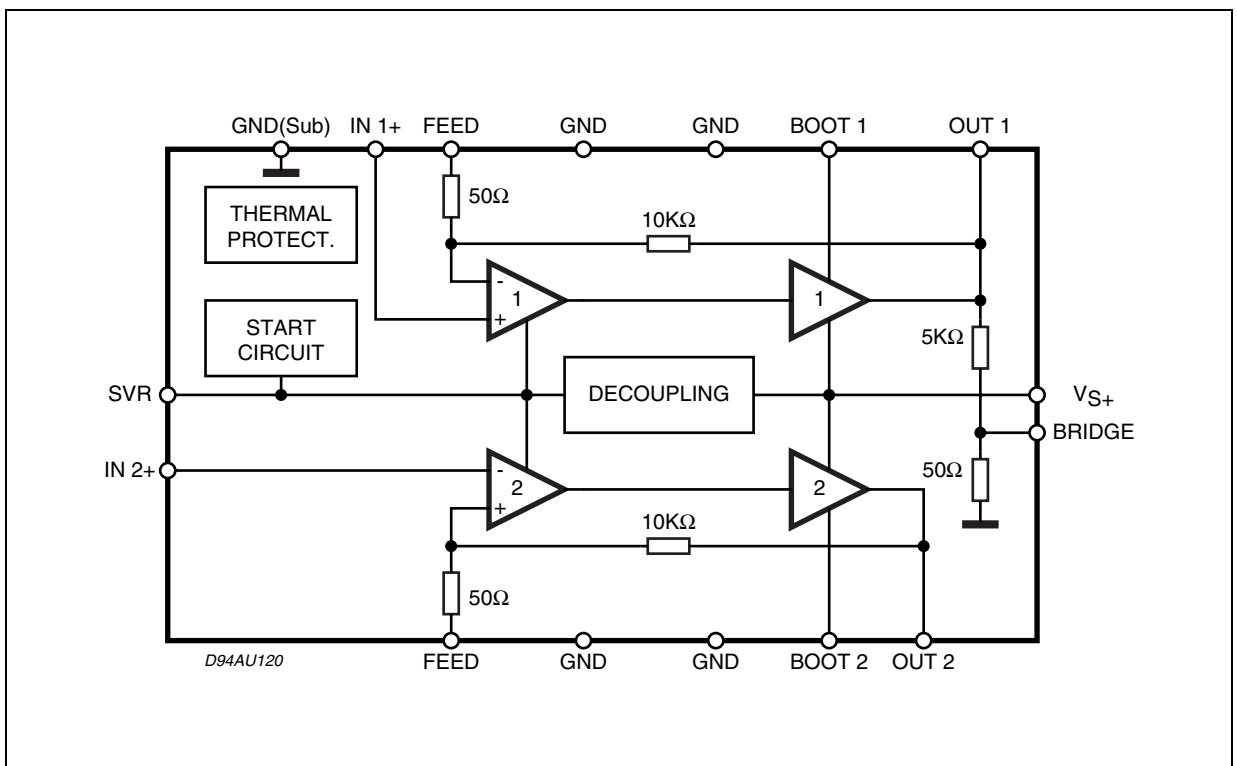 GND(Sub) IN 1+ FEED GND GND BOOT 1 OUT 1
50Ω
10KΩ
THERMAL
PROTECT.
-
1
+
1
START
CIRCUIT
5KΩ
SVR
DECOUPLING
VS+
BRIDGE
IN 2+
-
2
+
2
50Ω
10KΩ
50Ω
D94AU120
FEED GND GND BOOT 2 OUT 2